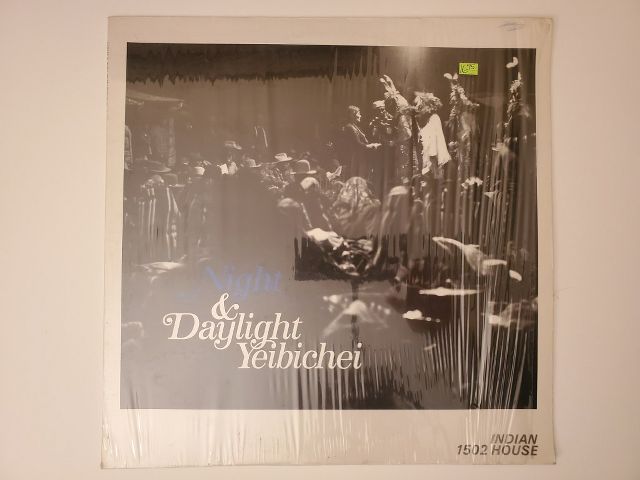 Night
&
Daylight
Yeibichei
INDIAN
1502 HOUSE